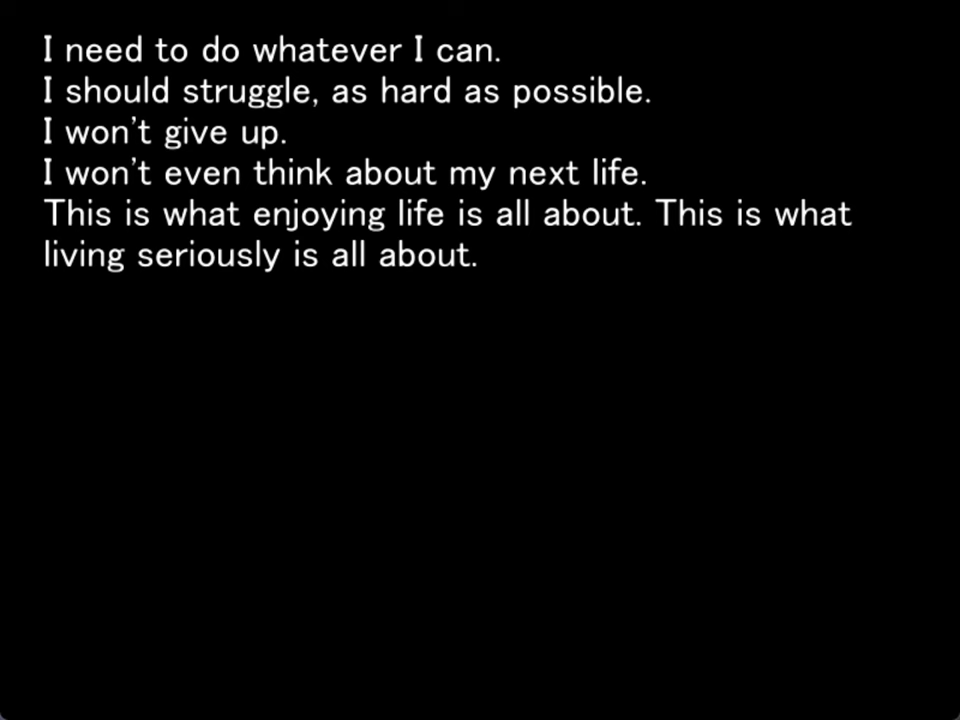 I need to do whatever I can.
I should struggle, as hard as possible.
I won't give up.
I won't even think about my next life.
This is what enjoying life is all about. This is what
living seriously is all about.